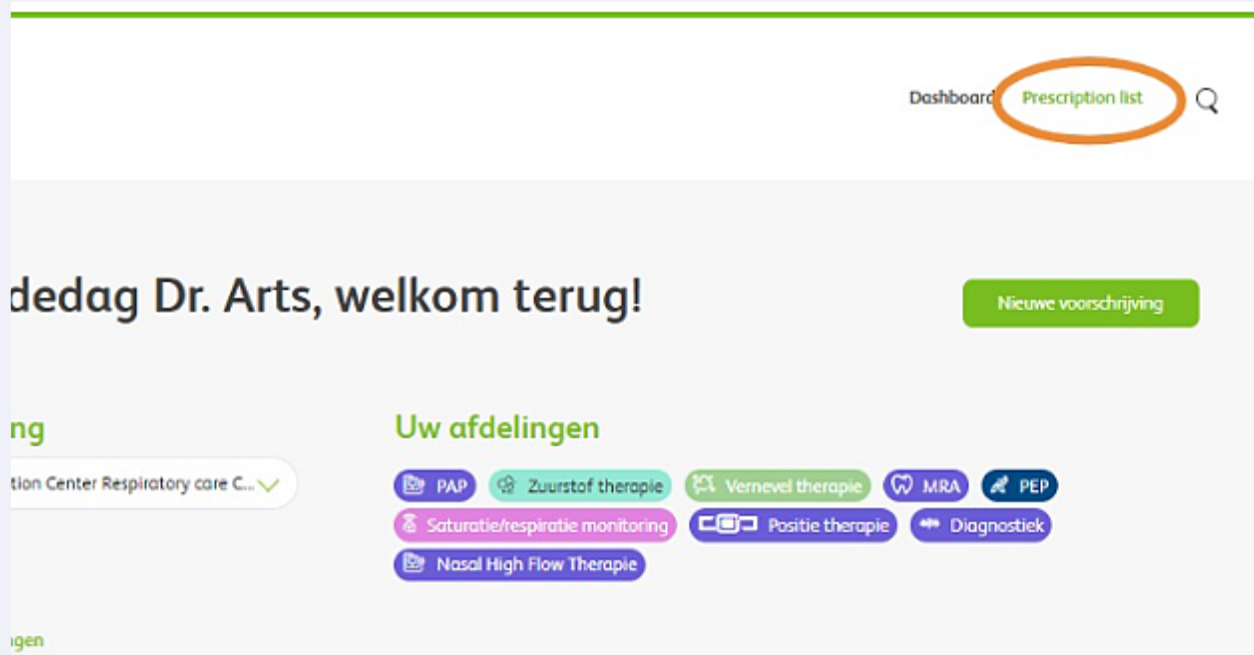 Dashboard Prescription list
dedag Dr. Arts, welkom terug!
Nieuwe voorschrijving
ng
tion Center Respiratory care C...
Uw afdelingen
PAP Zuurstof therapie Vernevel therapie MRA PEP
Saturatie/respiratie monitoring Positie therapie Diagnostiek
Nasal High Flow Therapie
ngen